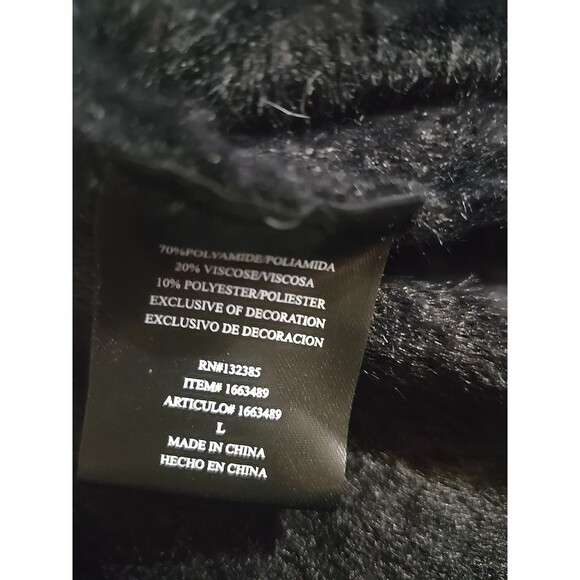 70%POLYAMIDE/POLIAMIDA
20% VISCOSE/VISCOSA
10% POLYESTER/POLIESTER
EXCLUSIVE OF DECORATION
EXCLUSIVO DE DECORACION
RN#132385
ITEM# 1663489
ARTICULO# 1663489
L
MADE IN CHINA
HECHO EN CHINA